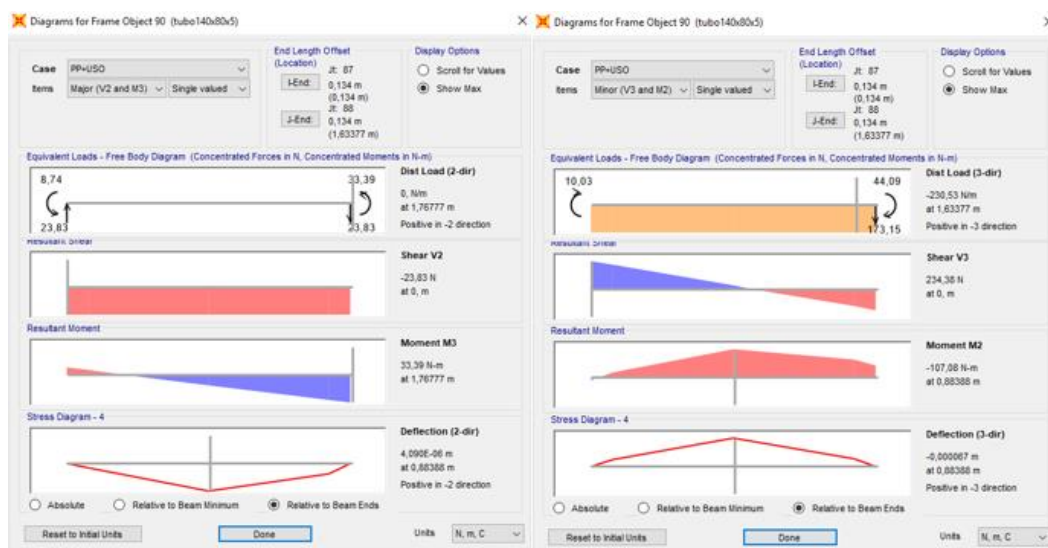 Diagrams for Frame Object 90 (tubo140x80x5)
Case PP+USO
Items Major (V2 and M3) Single valued
End Length Offset
(Location)
Jt: 87
I-End: 0,134 m
(0,134 m)
Jt: 88
J-End: 0,134 m
(1,63377 m)
Display Options
Scroll for Values
Show Max
Equivalent Loads - Free Body Diagram (Concentrated Forces in N, Concentrated Moments in N-m)
8,74 33,39
23,83 23,83
Dist Load (2-dir)
0, N/m
at 1,76777 m
Positive in -2 direction
Resultant Shear
Shear V2
-23,83 N
at 0, m
Resultant Moment
Moment M3
33,39 N-m
at 1,76777 m
Stress Diagram - 4
Deflection (2-dir)
4,090E-06 m
at 0,88388 m
Positive in -2 direction
Absolute Relative to Beam Minimum Relative to Beam Ends
Reset to Initial Units Done Units N, m, C
Diagrams for Frame Object 90 (tubo140x80x5)
Case PP+USO
Items Minor (V3 and M2) Single valued
End Length Offset
(Location)
Jt: 87
I-End: 0,134 m
(0,134 m)
Jt: 88
J-End: 0,134 m
(1,63377 m)
Display Options
Scroll for Values
Show Max
Equivalent Loads - Free Body Diagram (Concentrated Forces in N, Concentrated Moments in N-m)
10,03 44,09
173,15
Dist Load (3-dir)
-230,53 N/m
at 1,63377 m
Positive in -3 direction
Resultant Shear
Shear V3
234,38 N
at 0, m
Resultant Moment
Moment M2
-107,08 N-m
at 0,88388 m
Stress Diagram - 4
Deflection (3-dir)
-0,000067 m
at 0,88388 m
Positive in -3 direction
Absolute Relative to Beam Minimum Relative to Beam Ends
Reset to Initial Units Done Units N, m, C